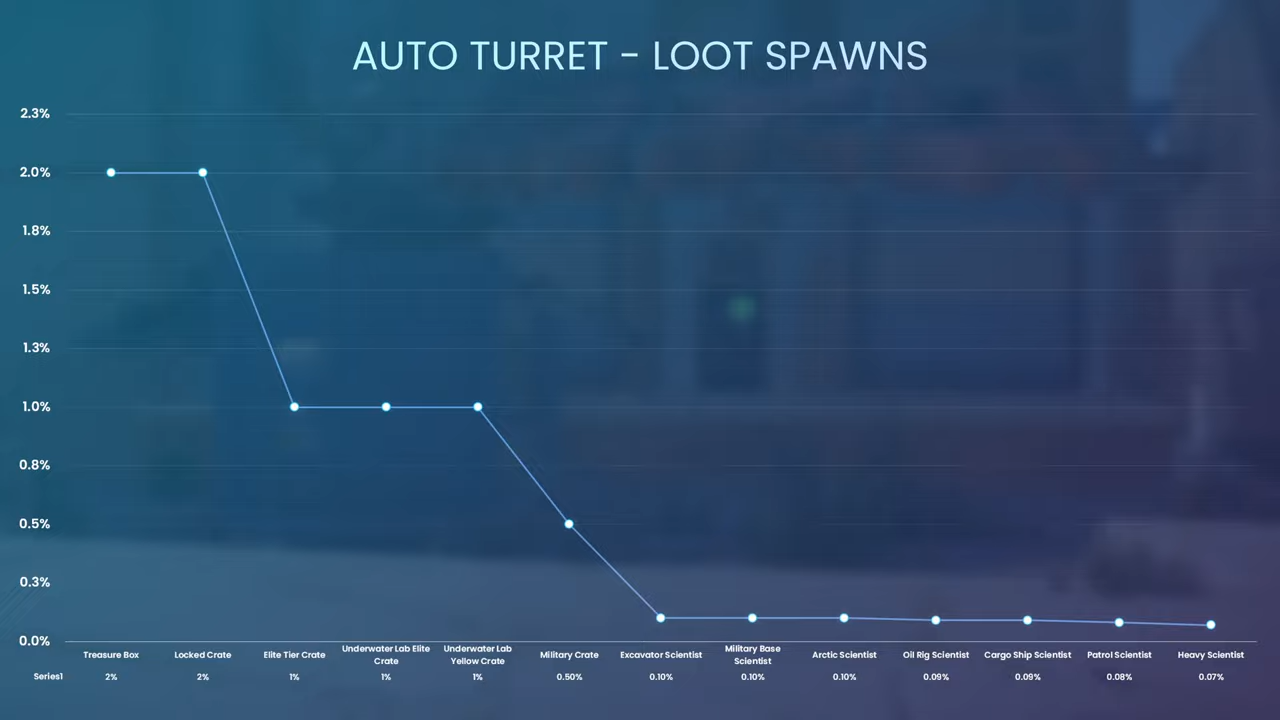 AUTO TURRET - LOOT SPAWNS
2.3%
2.0%
1.8%
1.5%
1.3%
1.0%
0.8%
0.5%
0.3%
0.0%
Treasure Box
Locked Crate
Elite Tier Crate
Underwater Lab Elite
Crate
Underwater Lab
Yellow Crate
Military Crate
Excavator Scientist
Military Base
Scientist
Arctic Scientist
Oil Rig Scientist
Cargo Ship Scientist
Patrol Scientist
Heavy Scientist
Series1 2% 2% 1% 1% 1% 0.50% 0.10% 0.10% 0.10% 0.09% 0.09% 0.08% 0.07%